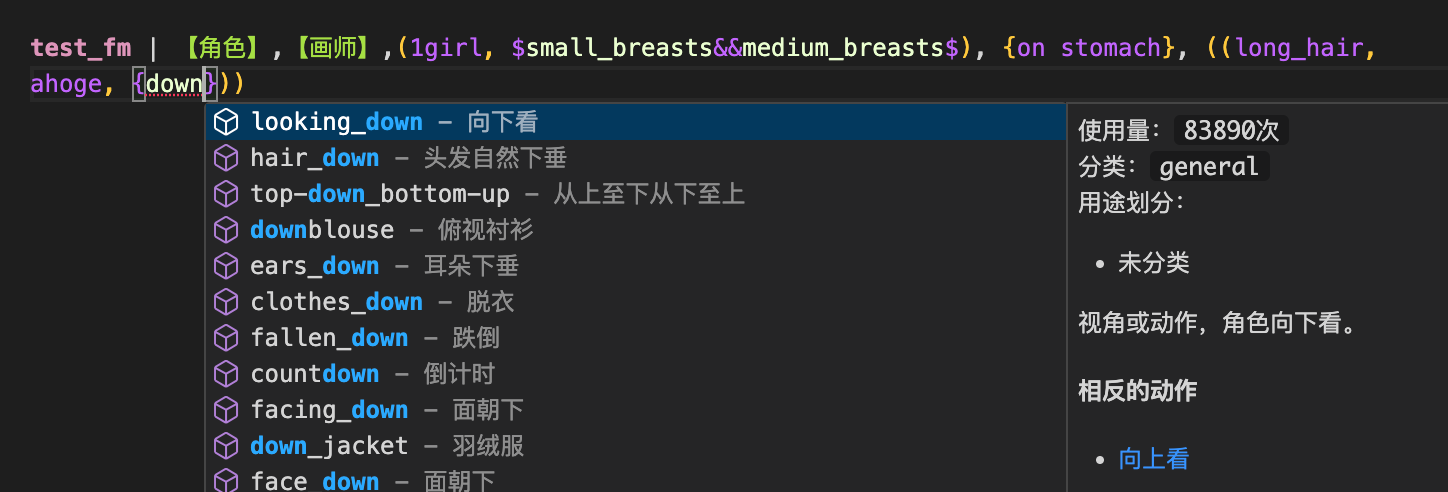 test_fm | 【角色】,【画师】,(1girl, $small_breasts&&medium_breasts$), {on stomach}, ((long_hair,
ahoge, {down}))
looking_down – 向下看
hair_down – 头发自然下垂
top-down_bottom-up – 从上至下从下至上
downblouse – 俯视衬衫
ears_down – 耳朵下垂
clothes_down – 脱衣
fallen_down – 跌倒
countdown – 倒计时
facing_down – 面朝下
down_jacket – 羽绒服
face_down – 面朝下
使用量: 83890次
分类: general
用途划分:
• 未分类
视角或动作，角色向下看。
相反的动作
• 向上看